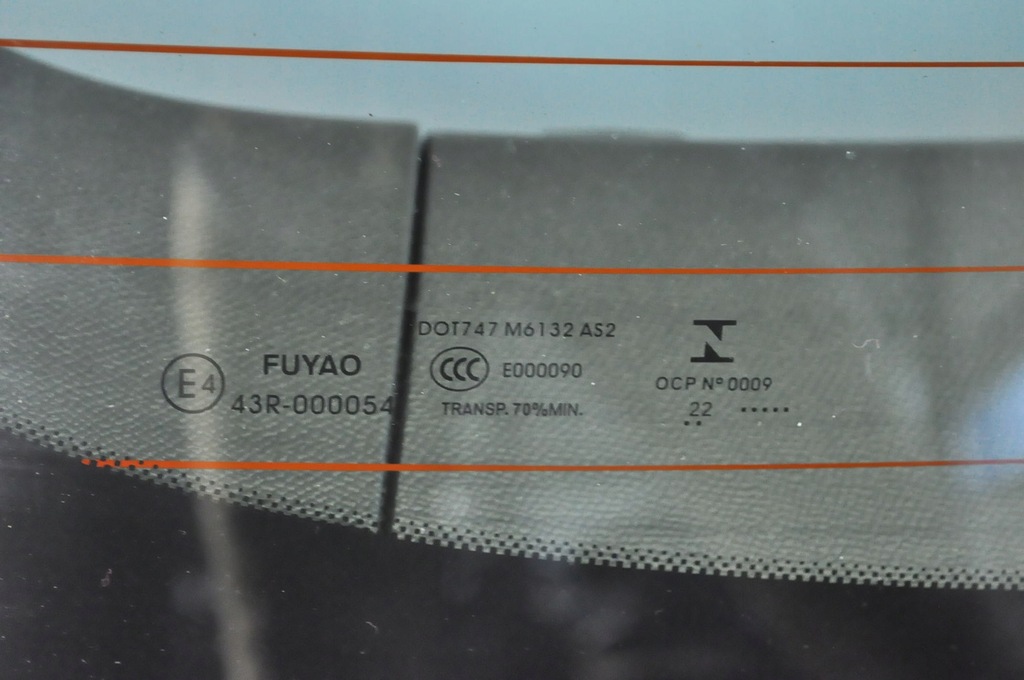 E4
FUYAO
43R-000054
DOT747 M6132 AS2
CCC E000090
TRANSP. 70%MIN.
OCP Nº 0009
22 .....
..